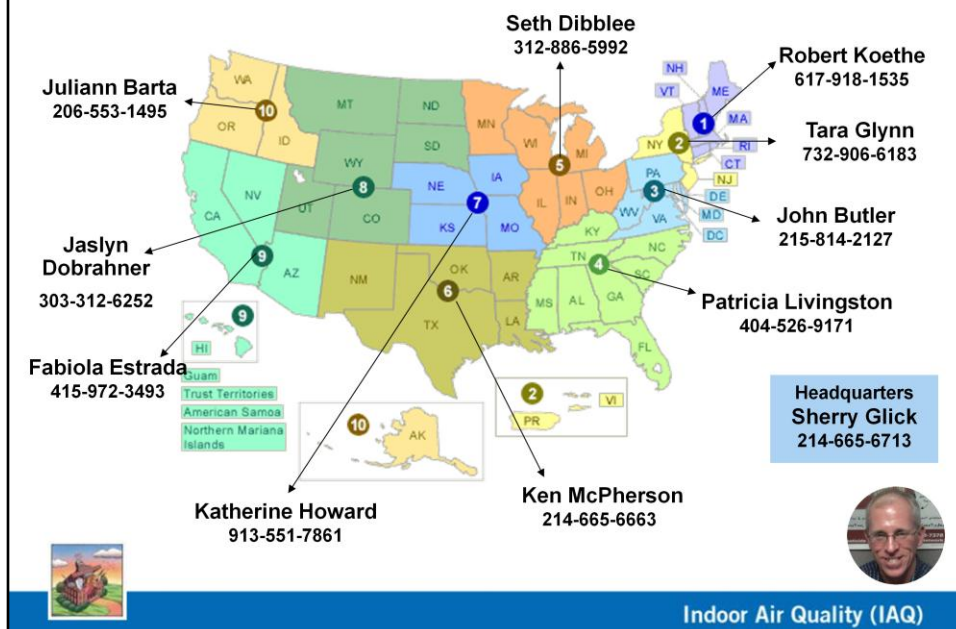 Seth Dibblee
312-886-5992
Robert Koethe
617-918-1535
Juliann Barta
206-553-1495
Tara Glynn
732-906-6183
John Butler
215-814-2127
Jaslyn
Dobrahner
303-312-6252
Patricia Livingston
404-526-9171
Fabiola Estrada
415-972-3493
Katherine Howard
913-551-7861
Ken McPherson
214-665-6663
Headquarters
Sherry Glick
214-665-6713
WA
OR
ID
10
MT
ND
SD
WY
UT
CO
8
CA
NV
AZ
9
NE
IA
KS
MO
7
MN
WI
MI
IL
IN
OH
5
NM
TX
OK
AR
LA
6
KY
TN
NC
SC
MS
AL
GA
FL
4
PA
WV
VA
DE
MD
DC
3
NY
NJ
2
NH
VT
ME
MA
RI
CT
1
9
HI
Guam
Trust Territories
American Samoa
Northern Mariana
Islands
10
AK
2
PR
VI
Indoor Air Quality (IAQ)